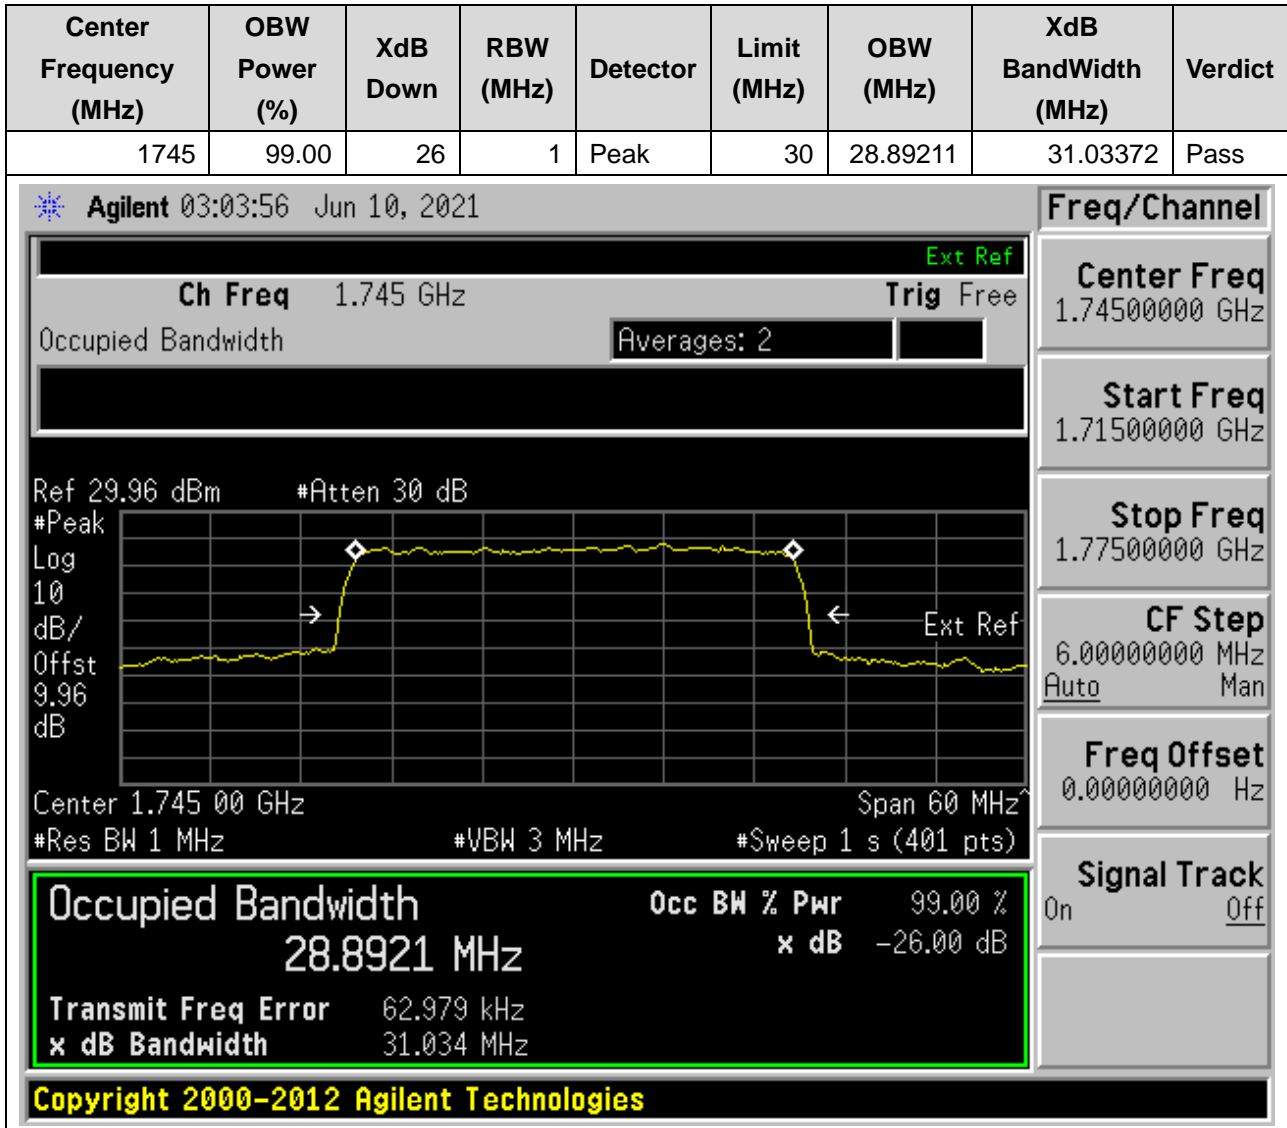 Center Frequency (MHz) OBW Power (%) XdB Down RBW (MHz) Detector Limit (MHz) OBW (MHz) XdB BandWidth (MHz) Verdict
1745 99.00 26 1 Peak 30 28.89211 31.03372 Pass
Agilent 03:03:56 Jun 10, 2021
Ext Ref
Ch Freq 1.745 GHz Trig Free
Occupied Bandwidth Averages: 2
Ref 29.96 dBm #Atten 30 dB
#Peak
Log
10
dB/
Offst
9.96
dB
Ext Ref
Center 1.745 00 GHz Span 60 MHz^
#Res BW 1 MHz #VBW 3 MHz #Sweep 1 s (401 pts)
Occupied Bandwidth Occ BW % Pwr 99.00 %
28.8921 MHz x dB -26.00 dB
Transmit Freq Error 62.979 kHz
x dB Bandwidth 31.034 MHz
Copyright 2000-2012 Agilent Technologies
Freq/Channel
Center Freq
1.74500000 GHz
Start Freq
1.71500000 GHz
Stop Freq
1.77500000 GHz
CF Step
6.00000000 MHz
Auto Man
Freq Offset
0.00000000 Hz
Signal Track
On Off